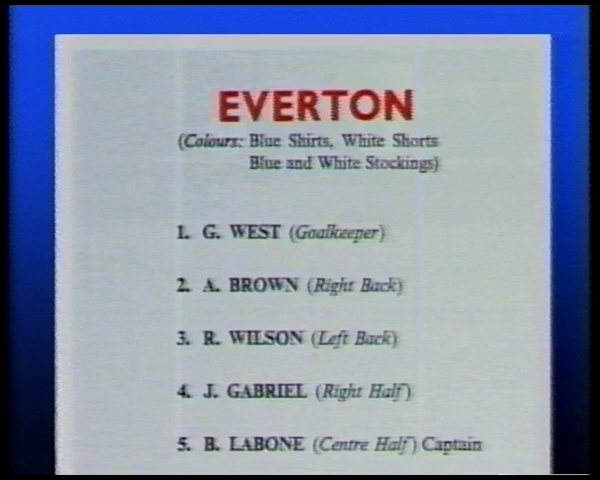 EVERTON
(Colours: Blue Shirts, White Shorts
Blue and White Stockings)
1. G. WEST (Goalkeeper)
2. A. BROWN (Right Back)
3. R. WILSON (Left Back)
4. J. GABRIEL (Right Half)
5. B. LABONE (Centre Half) Captain